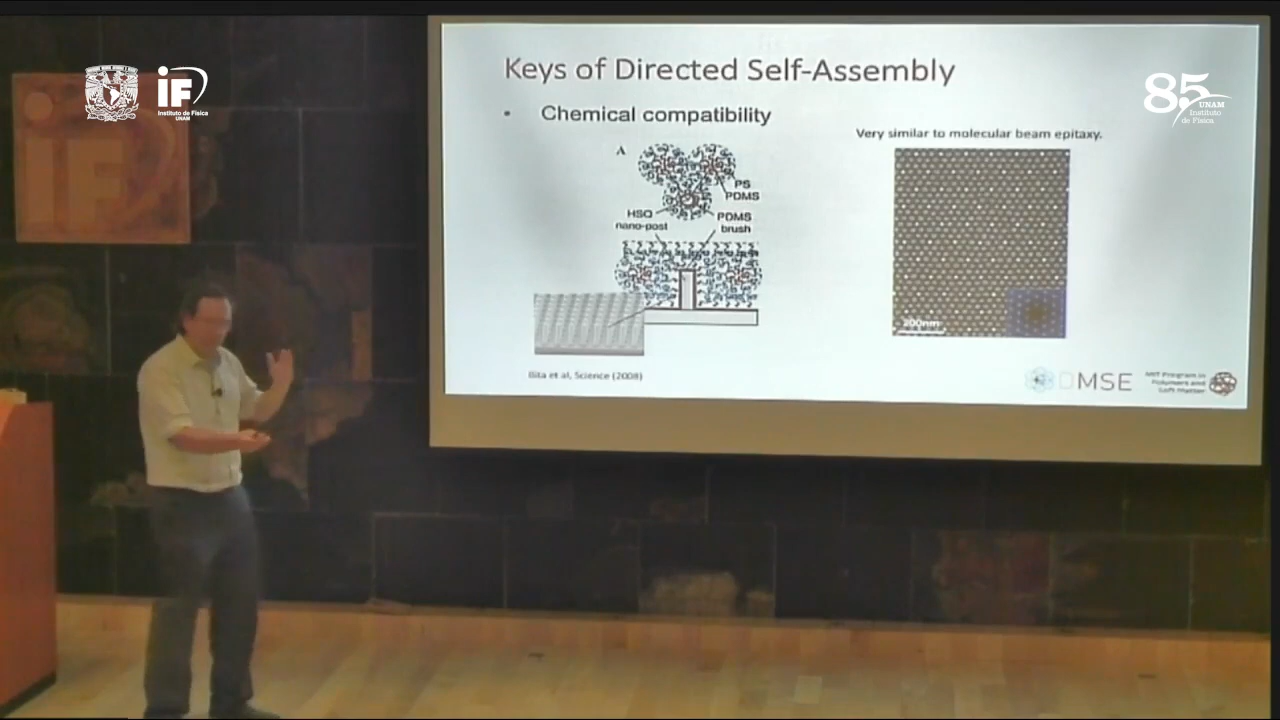 iF
Instituto de Física
UNAM
iF
85
UNAM
Instituto
de Física
Keys of Directed Self-Assembly
• Chemical compatibility
Very similar to molecular beam epitaxy.
A
PS
PDMS
HSQ
nano-post
PDMS
brush
200nm
Bita et al, Science (2008)
DMSE
MIT Program in
Polymers and
Soft Matter